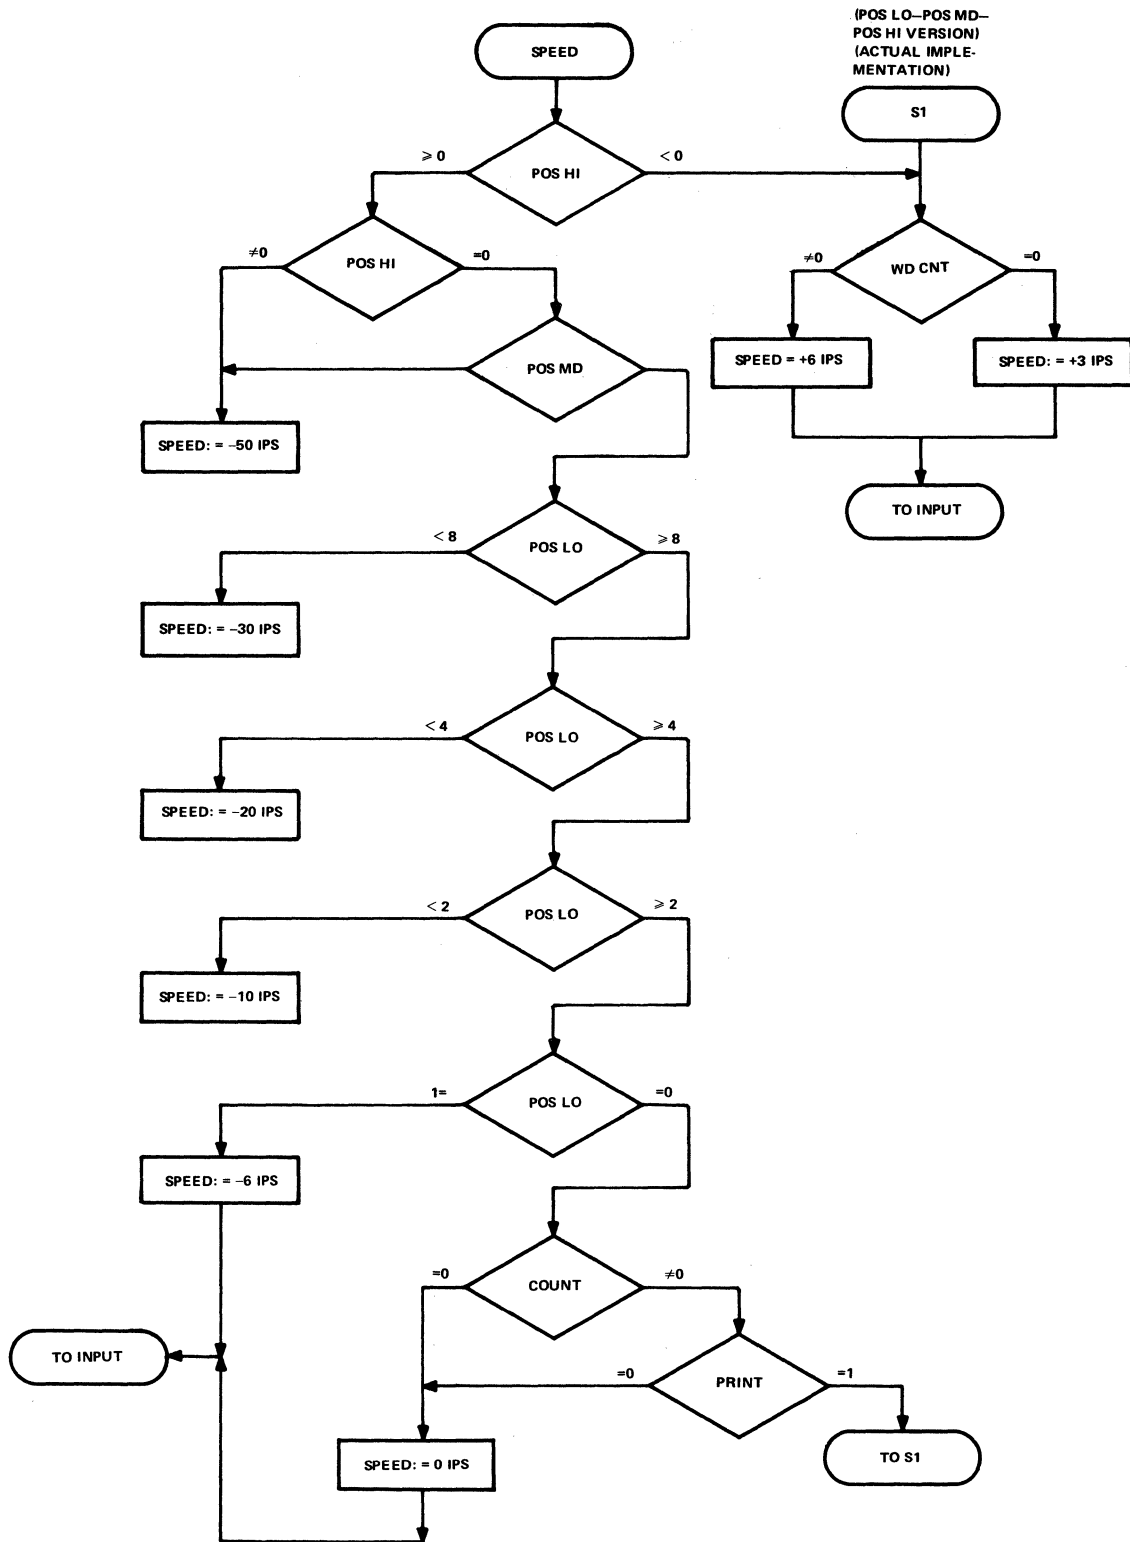 (POS LO—POS MD—
POS HI VERSION)
(ACTUAL IMPLE-
MENTATION)
SPEED
S1
⩾ 0
< 0
POS HI
≠0
POS HI
=0
≠0
WD CNT
=0
POS MD
SPEED = +6 IPS
SPEED: = +3 IPS
SPEED: = −50 IPS
TO INPUT
< 8
POS LO
⩾ 8
SPEED: = −30 IPS
< 4
POS LO
⩾ 4
SPEED: = −20 IPS
< 2
POS LO
⩾ 2
SPEED: = −10 IPS
1=
POS LO
=0
SPEED: = −6 IPS
=0
COUNT
≠0
TO INPUT
=0
PRINT
=1
SPEED: = 0 IPS
TO S1